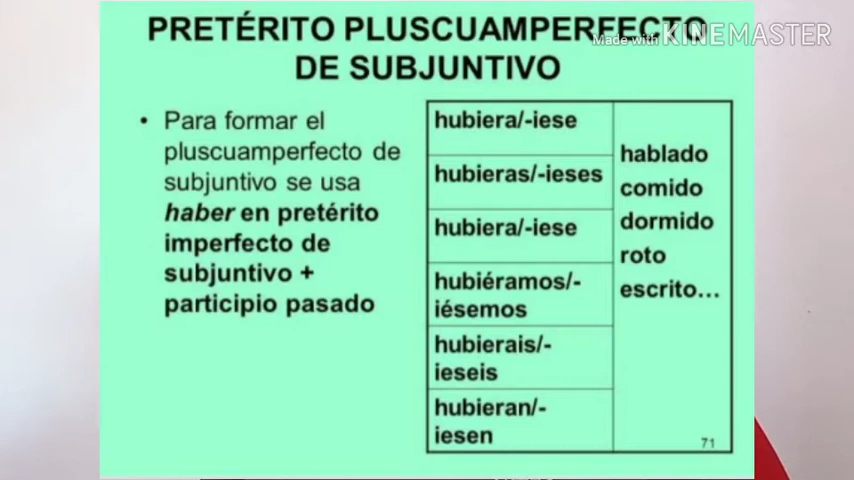 PRETÉRITO PLUSCUAMPERFECTO
Made with KINEMASTER
DE SUBJUNTIVO
• Para formar el
pluscuamperfecto de
subjuntivo se usa
haber en pretérito
imperfecto de
subjuntivo +
participio pasado
hubiera/-iese
hubieras/-ieses
hubiera/-iese
hubiéramos/-
iésemos
hubierais/-
ieseis
hubieran/-
iesen
hablado
comido
dormido
roto
escrito...
71